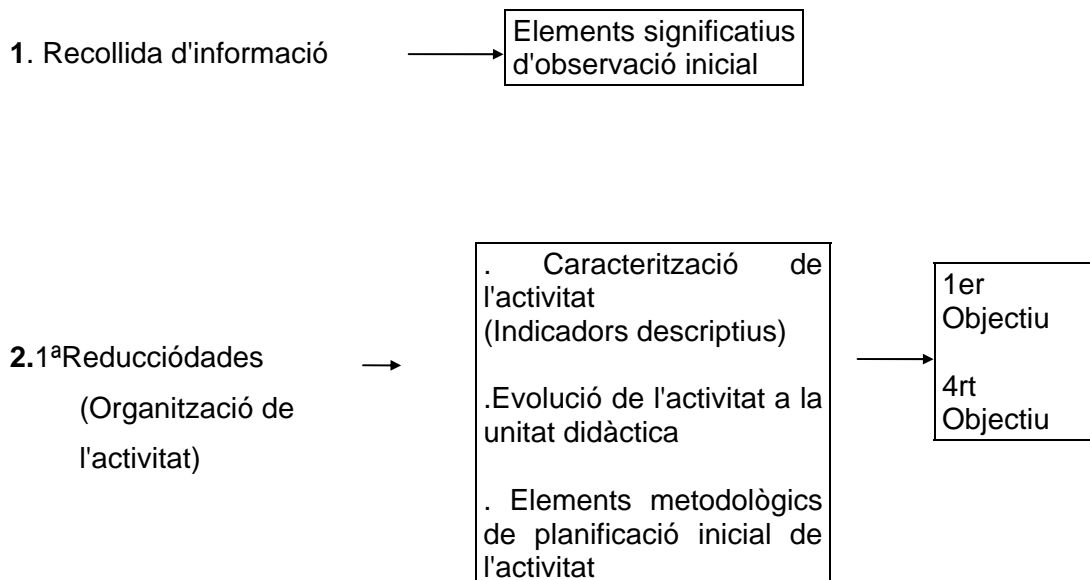 1. Recollida d'informació
Elements significatius
d'observació inicial
2.1ªReducciódades
(Organització de
l'activitat)
. Caracterització de
l'activitat
(Indicadors descriptius)
.Evolució de l'activitat a la
unitat didàctica
. Elements metodològics
de planificació inicial de
l'activitat
1er
Objectiu
4rt
Objectiu